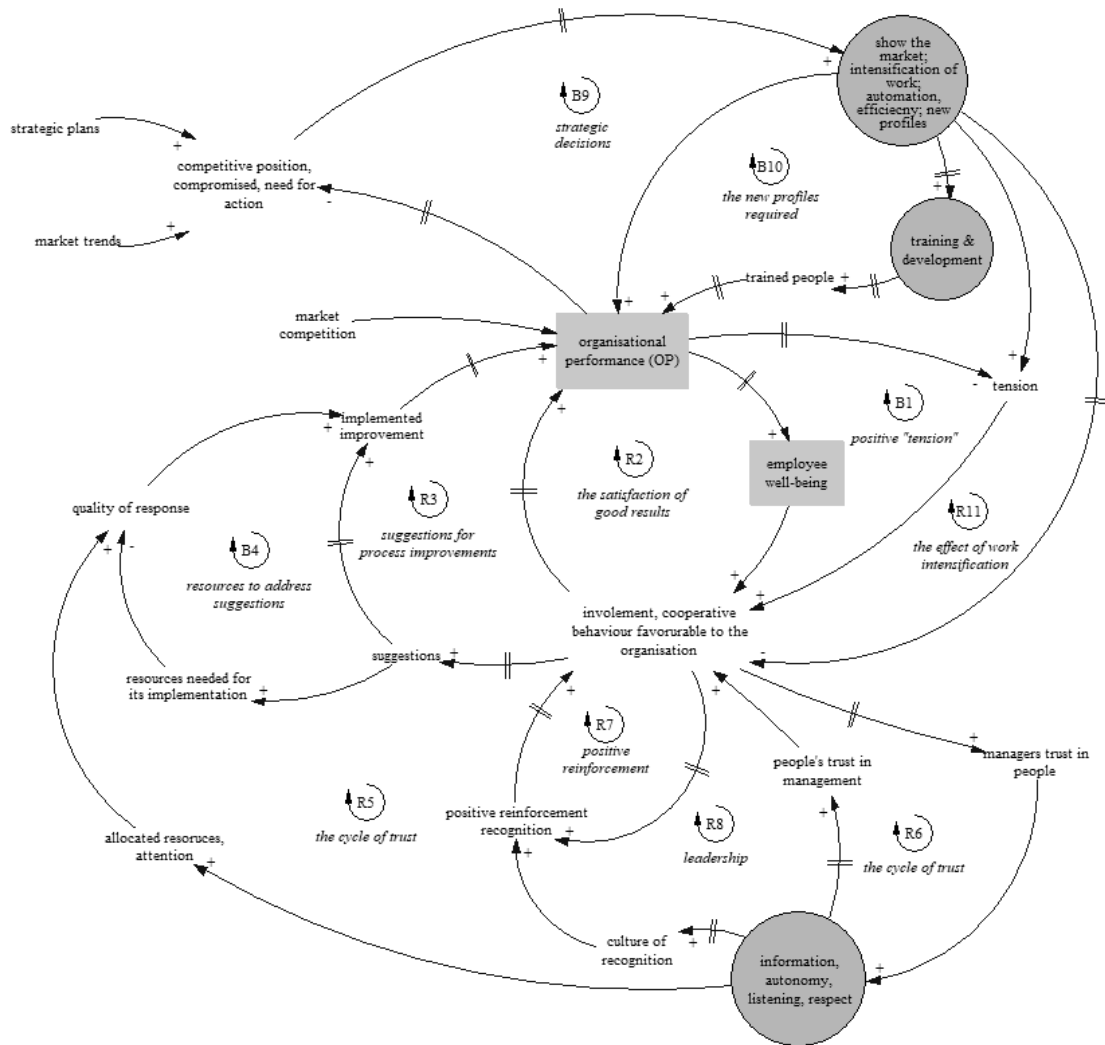 show the
market;
intensification of
work;
automation,
efficiecny; new
profiles
B9
strategic
decisions
strategic plans
competitive position,
compromised, need for
action
market trends
B10
the new profiles
required
training &
development
trained people
market
competition
organisational
performance (OP)
tension
B1
positive "tension"
implemented
improvement
R2
the satisfaction of
good results
employee
well-being
quality of response
R3
suggestions for
process improvements
R11
the effect of work
intensification
B4
resources to address
suggestions
involement, cooperative
behaviour favorurable to the
organisation
suggestions
resources needed for
its implementation
R7
positive
reinforcement
people's trust in
management
managers trust in
people
R5
the cycle of trust
positive reinforcement
recognition
R8
leadership
R6
the cycle of trust
allocated resoruces,
attention
culture of
recognition
information,
autonomy,
listening, respect